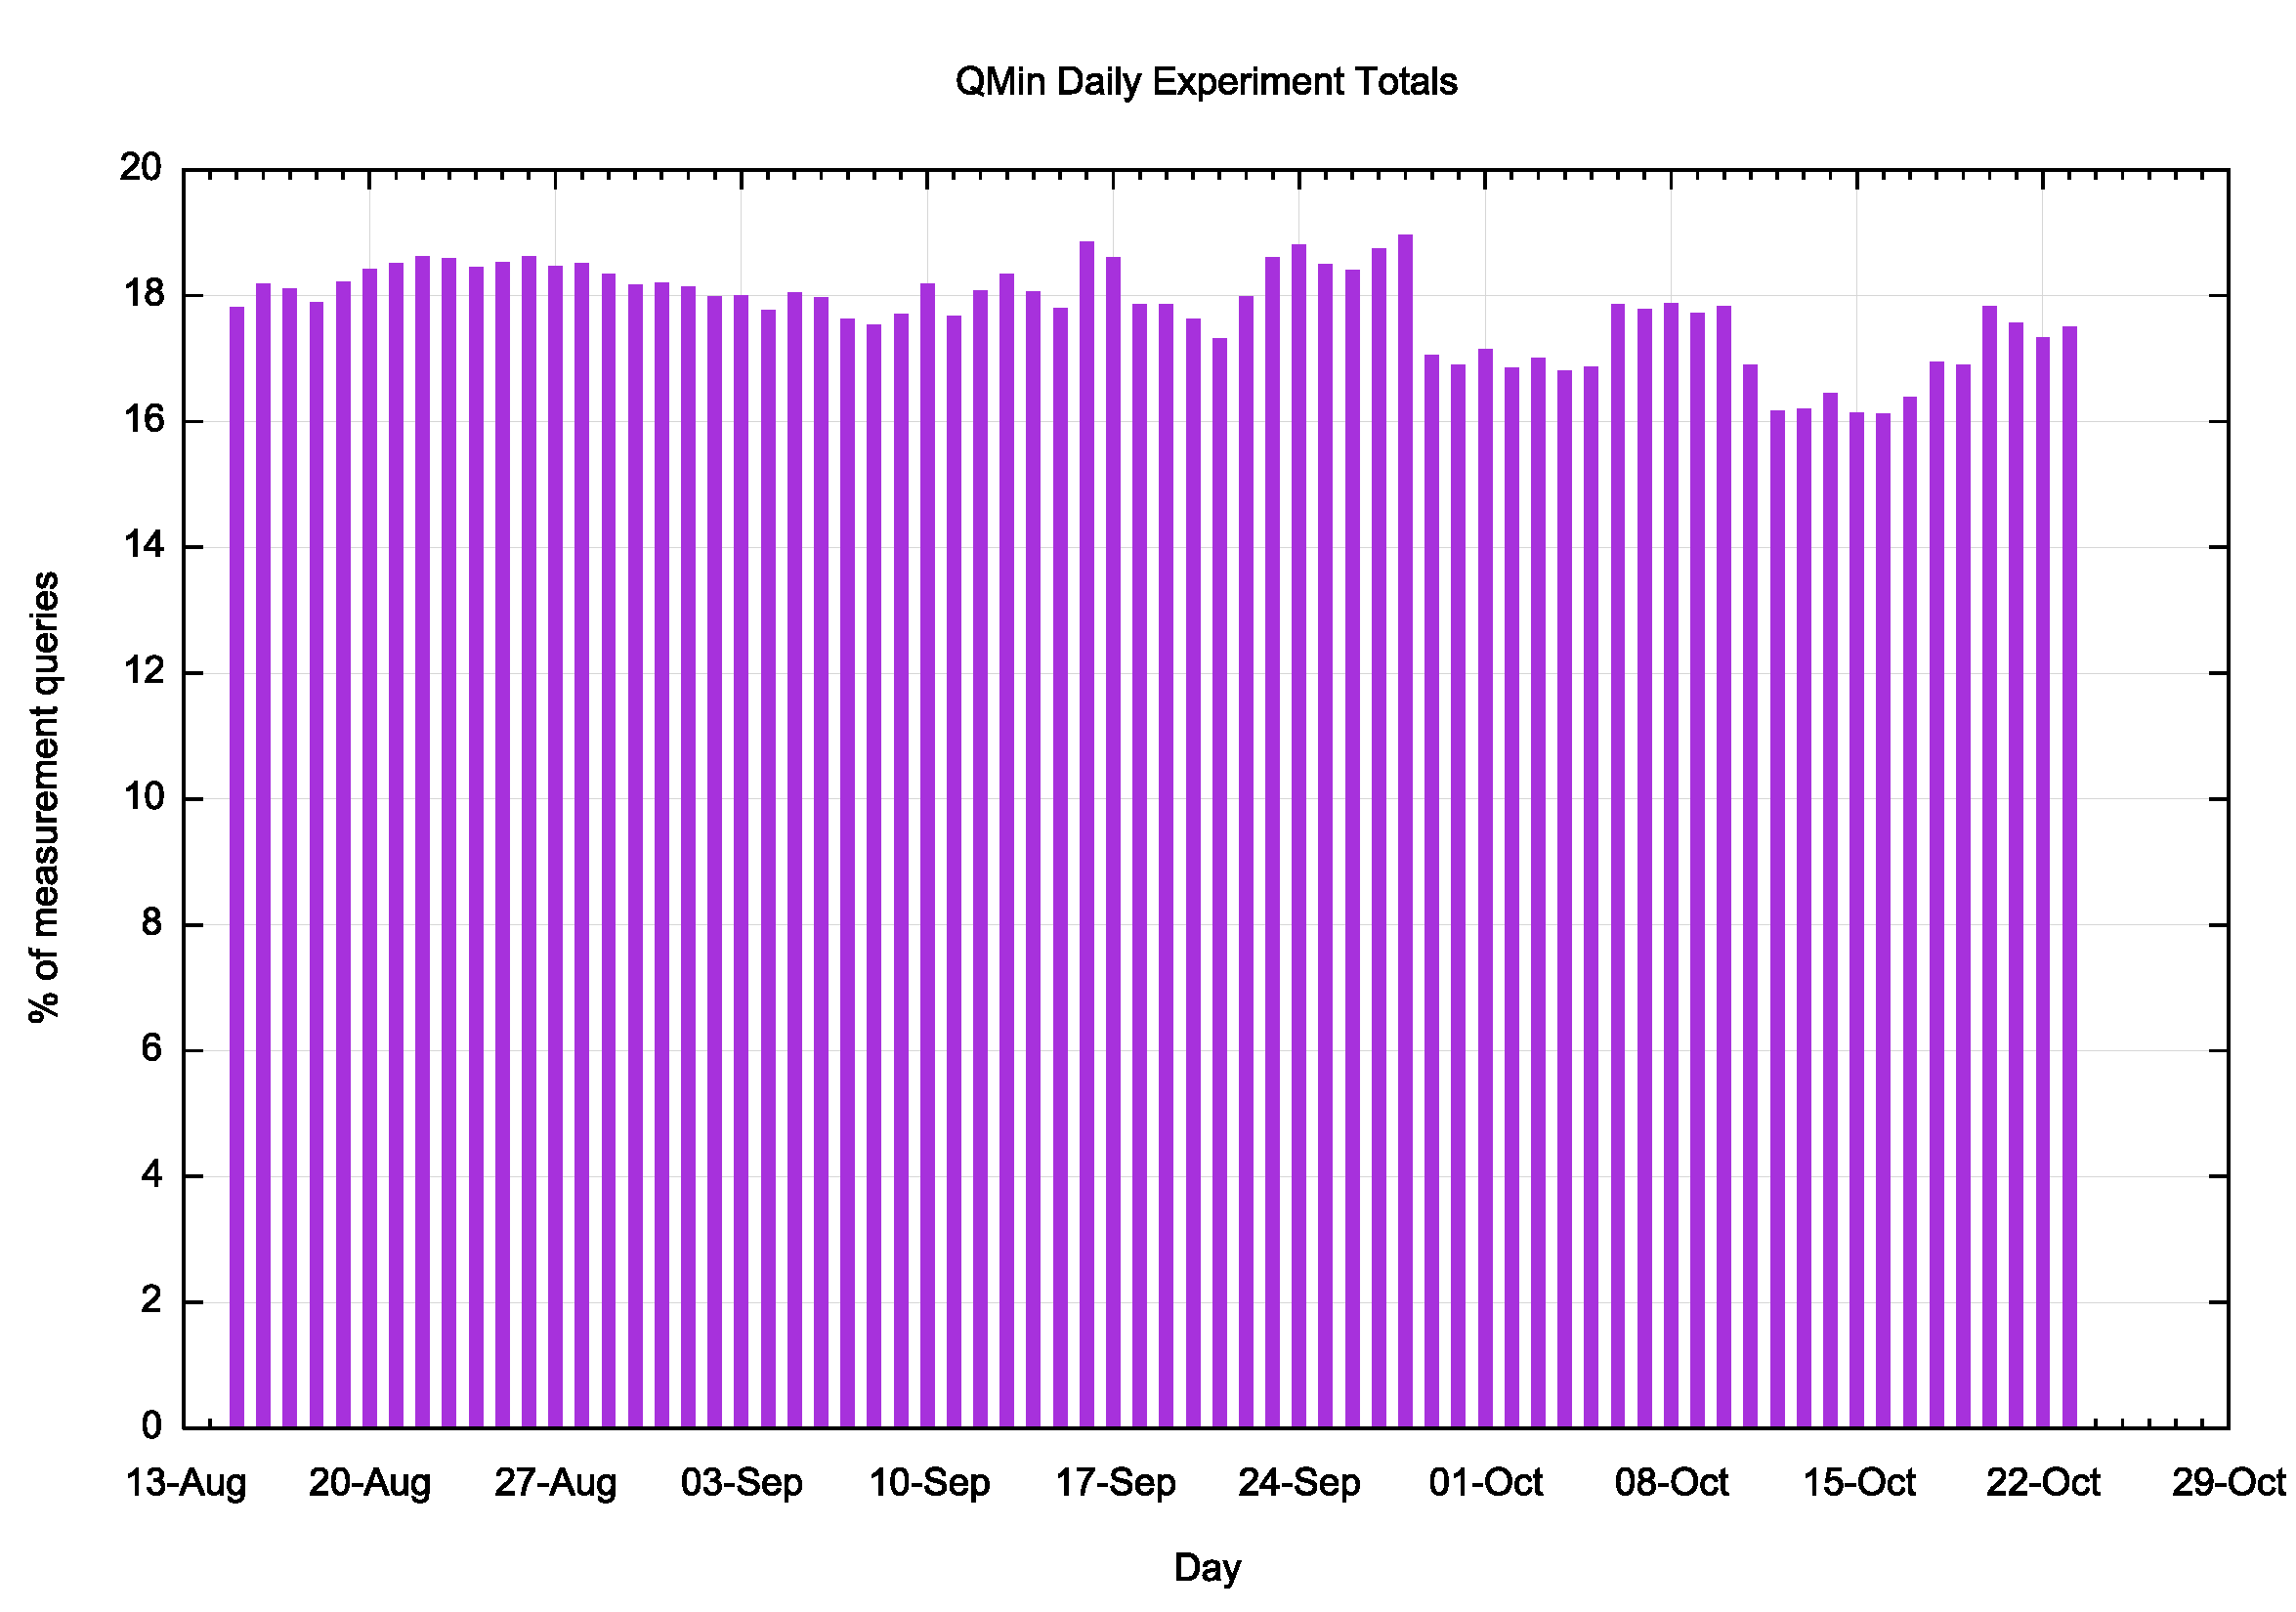 QMin Daily Experiment Totals
20
18
16
14
12
10
8
6
4
2
0
% of measurement queries
13-Aug 20-Aug 27-Aug 03-Sep 10-Sep 17-Sep 24-Sep 01-Oct 08-Oct 15-Oct 22-Oct 29-Oct
Day